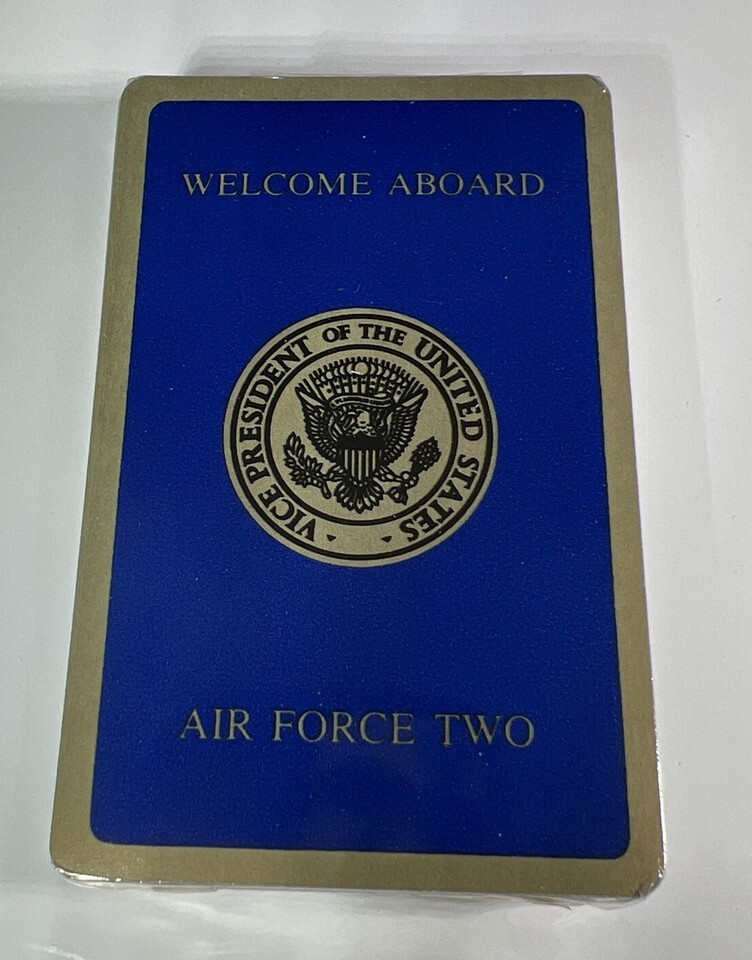 WELCOME ABOARD
VICE PRESIDENT OF THE UNITED STATES
AIR FORCE TWO